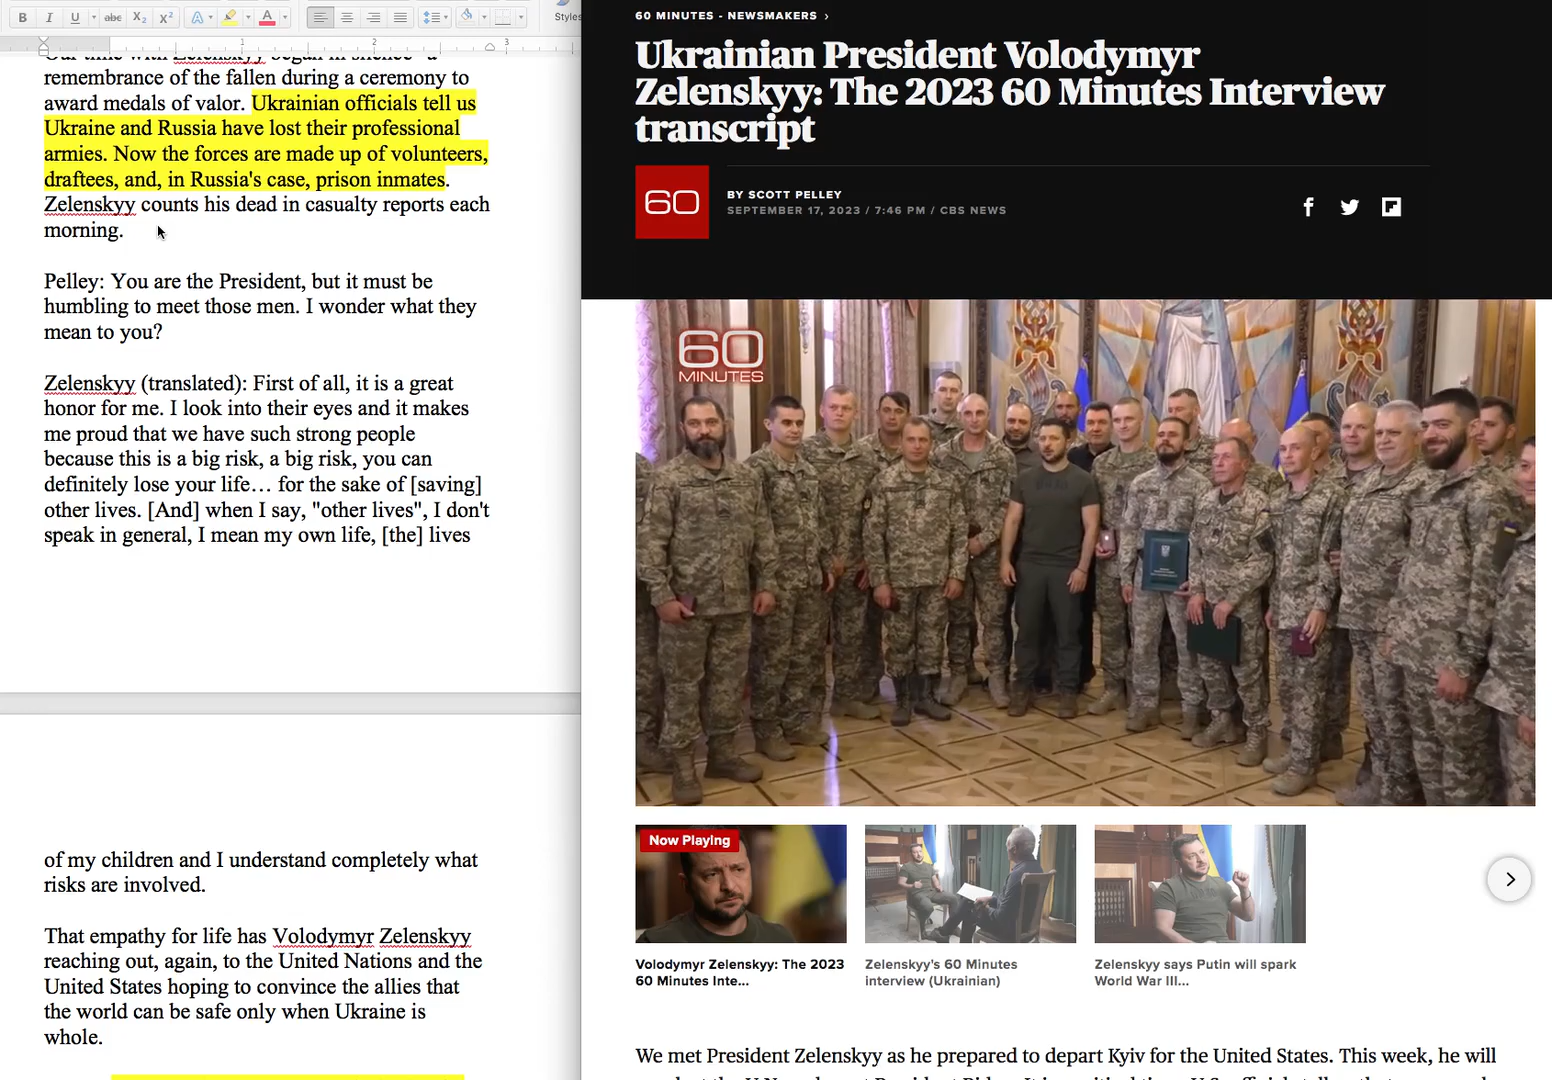 B I U abc X₂ X² A A
Styles
1 2 3
Our time with Zelenskyy began in silence--a
remembrance of the fallen during a ceremony to
award medals of valor. Ukrainian officials tell us
Ukraine and Russia have lost their professional
armies. Now the forces are made up of volunteers,
draftees, and, in Russia's case, prison inmates.
Zelenskyy counts his dead in casualty reports each
morning.
Pelley: You are the President, but it must be
humbling to meet those men. I wonder what they
mean to you?
Zelenskyy (translated): First of all, it is a great
honor for me. I look into their eyes and it makes
me proud that we have such strong people
because this is a big risk, a big risk, you can
definitely lose your life… for the sake of [saving]
other lives. [And] when I say, "other lives", I don't
speak in general, I mean my own life, [the] lives
of my children and I understand completely what
risks are involved.
That empathy for life has Volodymyr Zelenskyy
reaching out, again, to the United Nations and the
United States hoping to convince the allies that
the world can be safe only when Ukraine is
whole.
60 MINUTES - NEWSMAKERS ›
Ukrainian President Volodymyr
Zelenskyy: The 2023 60 Minutes Interview
transcript
60
BY SCOTT PELLEY
SEPTEMBER 17, 2023 / 7:46 PM / CBS NEWS
60
MINUTES
Now Playing
Volodymyr Zelenskyy: The 2023
60 Minutes Inte...
Zelenskyy's 60 Minutes
interview (Ukrainian)
Zelenskyy says Putin will spark
World War III...
We met President Zelenskyy as he prepared to depart Kyiv for the United States. This week, he will